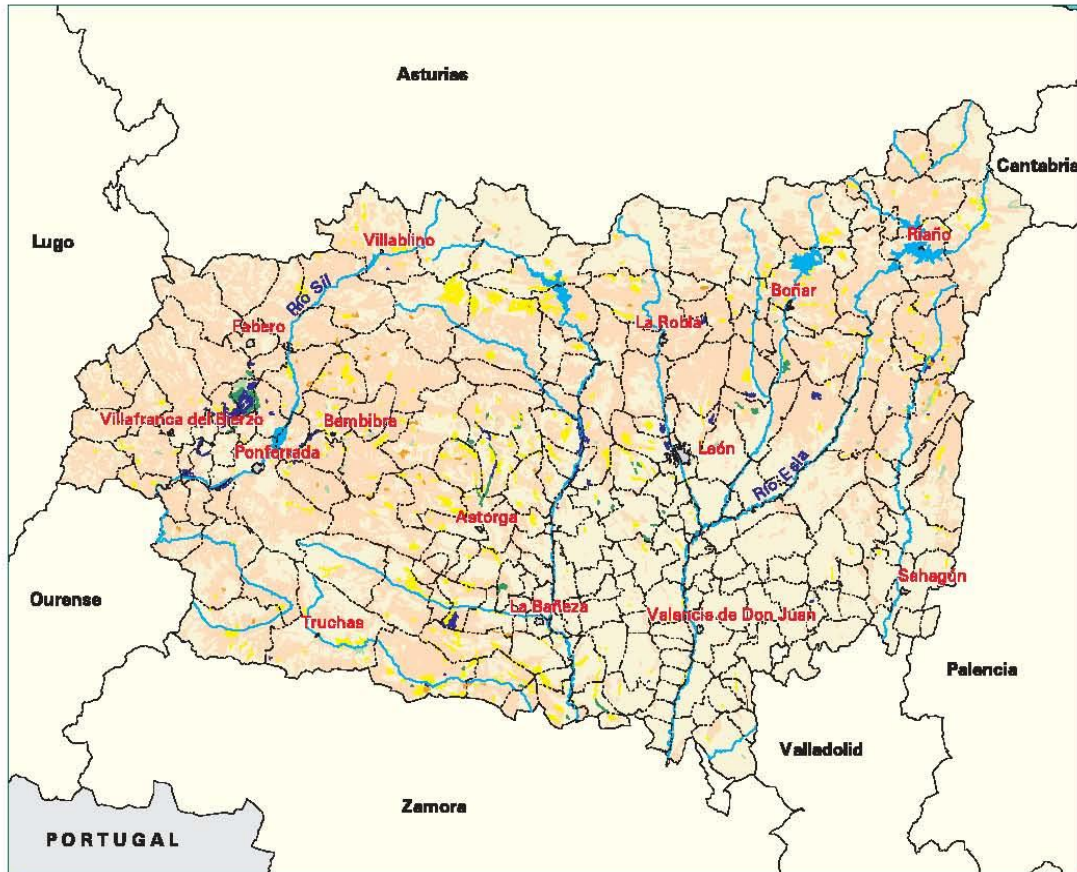 Asturias
Cantabria
Lugo
Villablino
Riaño
Río Sil
Boñar
Fabero
La Robla
Villafranca del Bierzo
Bembibre
Ponferrada
León
Río Esla
Astorga
Sahagún
Ourense
La Bañeza
Valencia de Don Juan
Truchas
Palencia
Valladolid
Zamora
PORTUGAL